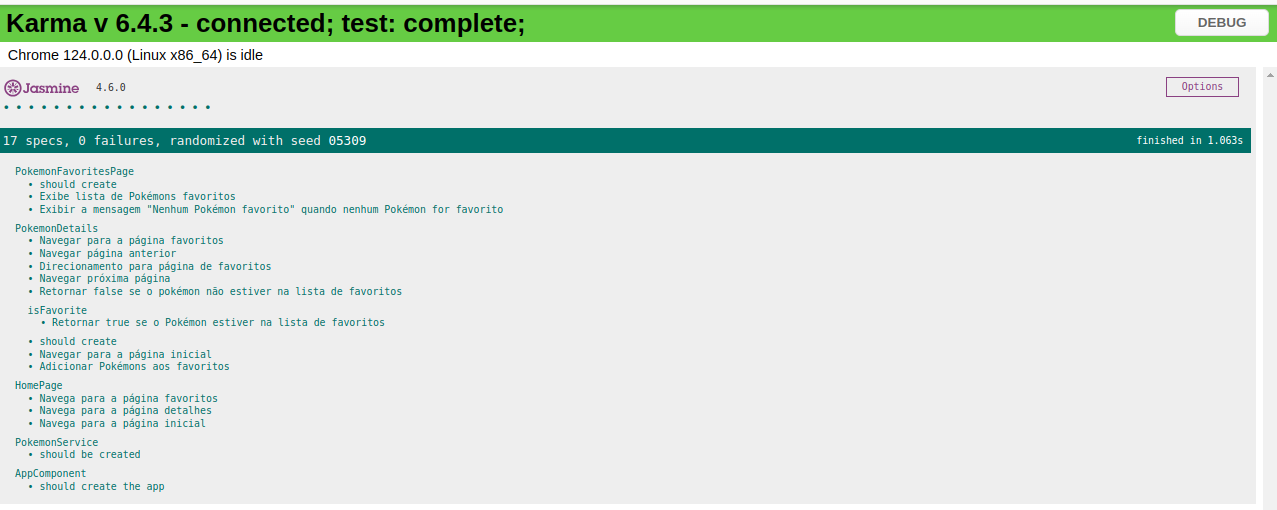 Karma v 6.4.3 - connected; test: complete;
DEBUG
Chrome 124.0.0.0 (Linux x86_64) is idle
Jasmine 4.6.0
Options
• • • • • • • • • • • • • • • • •
17 specs, 0 failures, randomized with seed 05309
finished in 1.063s
PokemonFavoritesPage
• should create
• Exibe lista de Pokémons favoritos
• Exibir a mensagem "Nenhum Pokémon favorito" quando nenhum Pokémon for favorito
PokemonDetails
• Navegar para a página favoritos
• Navegar página anterior
• Direcionamento para página de favoritos
• Navegar próxima página
• Retornar false se o pokémon não estiver na lista de favoritos
isFavorite
• Retornar true se o Pokémon estiver na lista de favoritos
• should create
• Navegar para a página inicial
• Adicionar Pokémons aos favoritos
HomePage
• Navega para a página favoritos
• Navega para a página detalhes
• Navega para a página inicial
PokemonService
• should be created
AppComponent
• should create the app